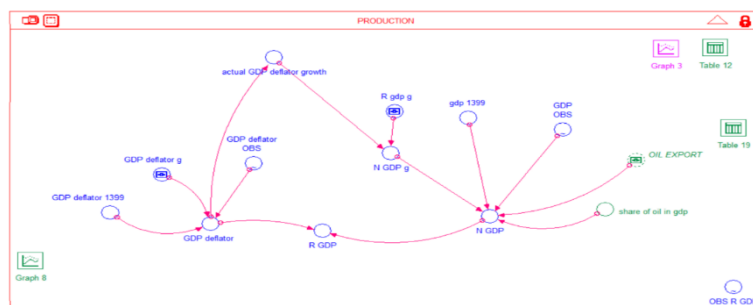 PRODUCTION
Graph 3
Table 12
actual GDP deflator growth
R gdp g
gdp 1399
GDP
OBS
Table 19
GDP deflator
OBS
GDP deflator g
N GDP g
OIL EXPORT
GDP deflator 1399
share of oil in gdp
GDP deflator
R GDP
N GDP
Graph 8
OBS R GD